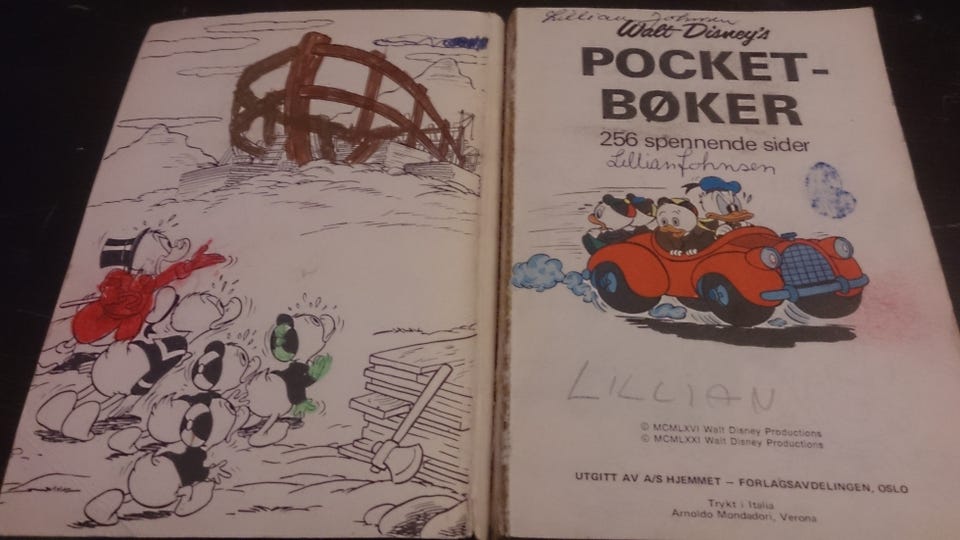 Lillian Johnsen
Walt Disney's
POCKET-
BØKER
256 spennende sider
Lillian Johnsen
LILLIAN
© MCMLXVI Walt Disney Productions
© MCMLXXI Walt Disney Productions
UTGITT AV A/S HJEMMET – FORLAGSAVDELINGEN, OSLO
Trykt i Italia
Arnoldo Mondadori, Verona